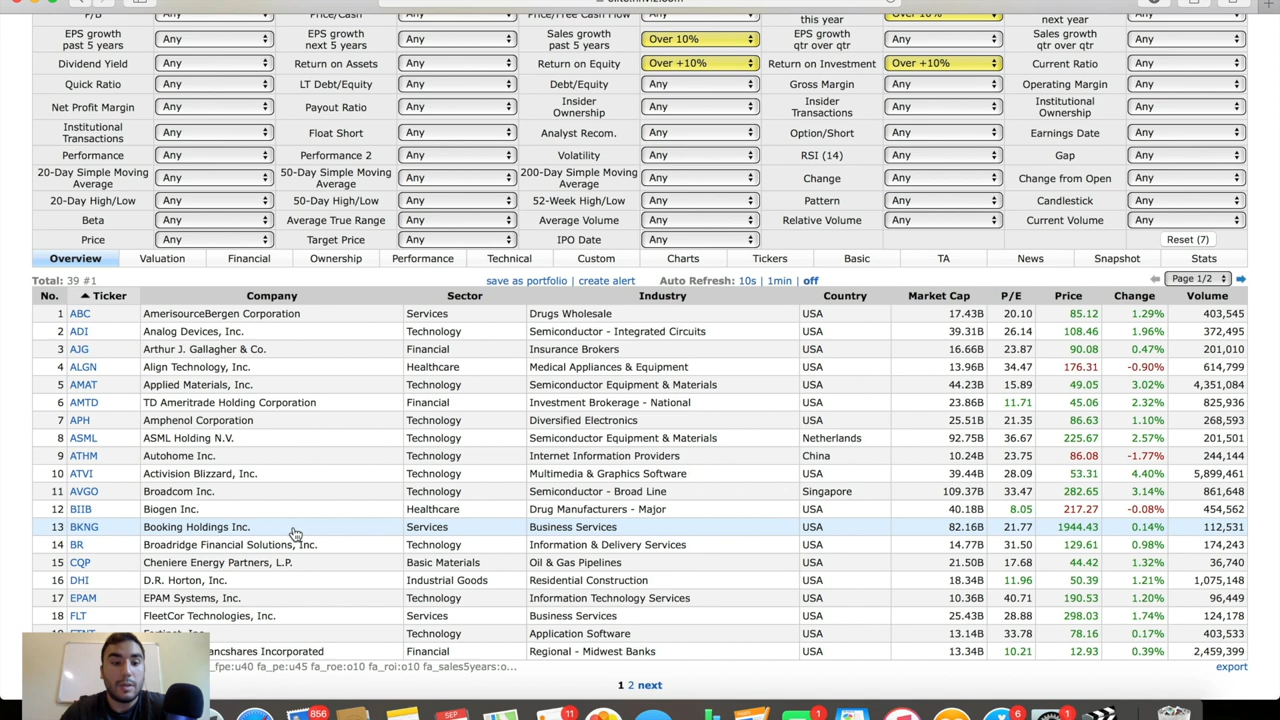 P/B Any Price/Cash Any Price/Free Cash Flow Any this year Over 10% next year Any
EPS growth past 5 years Any EPS growth next 5 years Any Sales growth past 5 years Over 10% EPS growth qtr over qtr Any Sales growth qtr over qtr Any
Dividend Yield Any Return on Assets Any Return on Equity Over +10% Return on Investment Over +10% Current Ratio Any
Quick Ratio Any LT Debt/Equity Any Debt/Equity Any Gross Margin Any Operating Margin Any
Net Profit Margin Any Payout Ratio Any Insider Ownership Any Insider Transactions Any Institutional Ownership Any
Institutional Transactions Any Float Short Any Analyst Recom. Any Option/Short Any Earnings Date Any
Performance Any Performance 2 Any Volatility Any RSI (14) Any Gap Any
20-Day Simple Moving Average Any 50-Day Simple Moving Average Any 200-Day Simple Moving Average Any Change Any Change from Open Any
20-Day High/Low Any 50-Day High/Low Any 52-Week High/Low Any Pattern Any Candlestick Any
Beta Any Average True Range Any Average Volume Any Relative Volume Any Current Volume Any
Price Any Target Price Any IPO Date Any Reset (7)
Overview Valuation Financial Ownership Performance Technical Custom Charts Tickers Basic TA News Snapshot Stats
Total: 39 #1 save as portfolio | create alert Auto Refresh: 10s | 1min | off Page 1/2
No. Ticker Company Sector Industry Country Market Cap P/E Price Change Volume
1 ABC AmerisourceBergen Corporation Services Drugs Wholesale USA 17.43B 20.10 85.12 1.29% 403,545
2 ADI Analog Devices, Inc. Technology Semiconductor - Integrated Circuits USA 39.31B 26.14 108.46 1.96% 372,495
3 AJG Arthur J. Gallagher & Co. Financial Insurance Brokers USA 16.66B 23.87 90.08 0.47% 201,010
4 ALGN Align Technology, Inc. Healthcare Medical Appliances & Equipment USA 13.96B 34.47 176.31 -0.90% 614,799
5 AMAT Applied Materials, Inc. Technology Semiconductor Equipment & Materials USA 44.23B 15.89 49.05 3.02% 4,351,084
6 AMTD TD Ameritrade Holding Corporation Financial Investment Brokerage - National USA 23.86B 11.71 45.06 2.32% 825,936
7 APH Amphenol Corporation Technology Diversified Electronics USA 25.51B 21.35 86.63 1.10% 268,593
8 ASML ASML Holding N.V. Technology Semiconductor Equipment & Materials Netherlands 92.75B 36.67 225.67 2.57% 201,501
9 ATHM Autohome Inc. Technology Internet Information Providers China 10.24B 23.75 86.08 -1.77% 244,144
10 ATVI Activision Blizzard, Inc. Technology Multimedia & Graphics Software USA 39.44B 28.09 53.31 4.40% 5,899,461
11 AVGO Broadcom Inc. Technology Semiconductor - Broad Line Singapore 109.37B 33.47 282.65 3.14% 861,648
12 BIIB Biogen Inc. Healthcare Drug Manufacturers - Major USA 40.18B 8.05 217.27 -0.08% 454,562
13 BKNG Booking Holdings Inc. Services Business Services USA 82.16B 21.77 1944.43 0.14% 112,531
14 BR Broadridge Financial Solutions, Inc. Technology Information & Delivery Services USA 14.77B 31.50 129.61 0.98% 174,243
15 CQP Cheniere Energy Partners, L.P. Basic Materials Oil & Gas Pipelines USA 21.50B 17.68 44.42 1.32% 36,740
16 DHI D.R. Horton, Inc. Industrial Goods Residential Construction USA 18.34B 11.96 50.39 1.21% 1,075,148
17 EPAM EPAM Systems, Inc. Technology Information Technology Services USA 10.36B 40.71 190.53 1.20% 96,449
18 FLT FleetCor Technologies, Inc. Services Business Services USA 25.43B 28.88 298.03 1.74% 124,178
Technology Application Software USA 13.14B 33.78 78.16 0.17% 403,533
ncshares Incorporated Financial Regional - Midwest Banks USA 13.34B 10.21 12.93 0.39% 2,459,399
_fpe:u40 fa_pe:u45 fa_roe:o10 fa_roi:o10 fa_sales5years:o... export
1 2 next
856 SEP 11 1 6 1